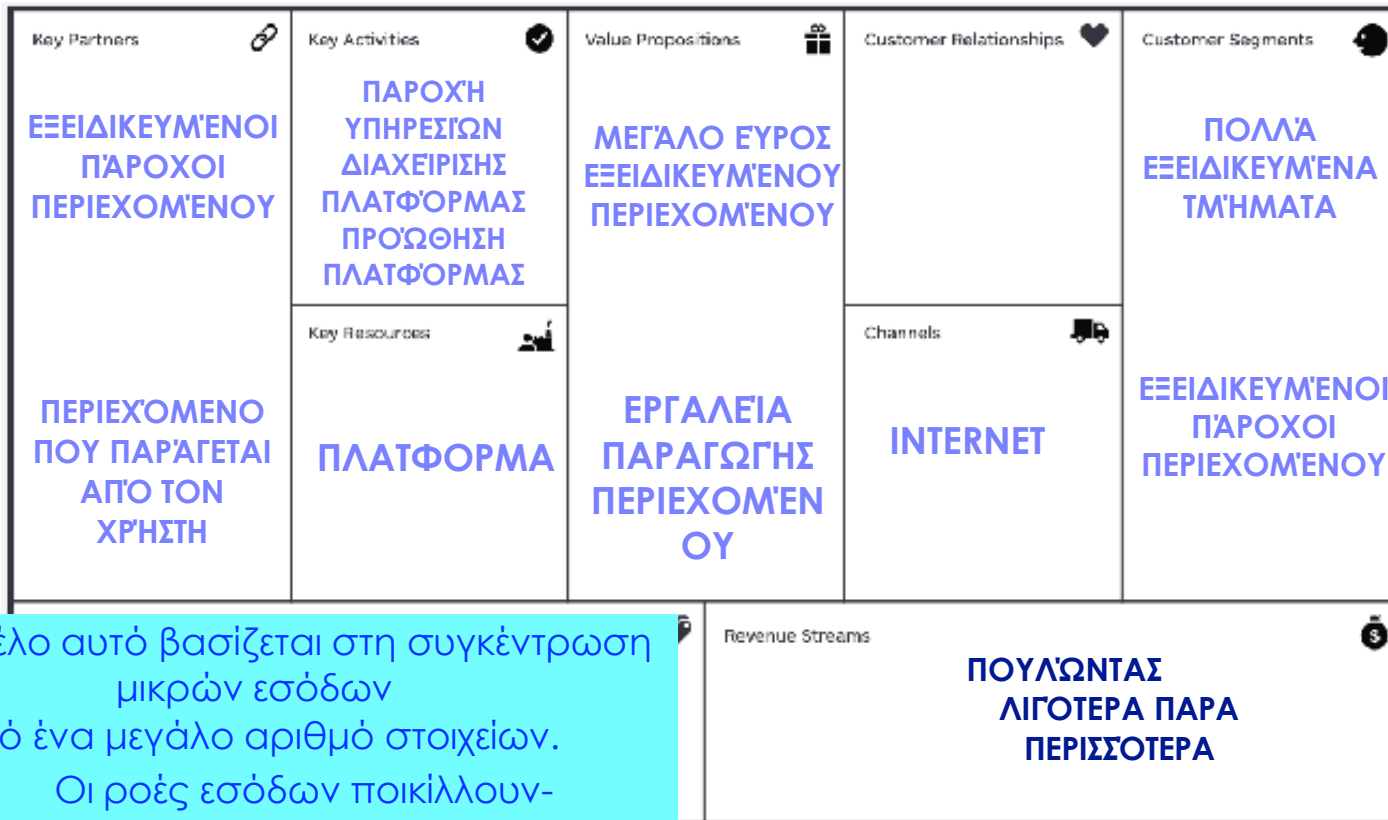 Key Partners
ΕΞΕΙΔΙΚΕΥΜΈΝΟΙ
ΠΆΡΟΧΟΙ
ΠΕΡΙΕΧΟΜΈΝΟΥ
ΠΕΡΙΕΧΌΜΕΝΟ
ΠΟΥ ΠΑΡΆΓΕΤΑΙ
ΑΠΌ ΤΟΝ
ΧΡΉΣΤΗ
Key Activities
ΠΑΡΟΧΉ
ΥΠΗΡΕΣΙΏΝ
ΔΙΑΧΕΊΡΙΣΗΣ
ΠΛΑΤΦΌΡΜΑΣ
ΠΡΟΏΘΗΣΗ
ΠΛΑΤΦΌΡΜΑΣ
Key Resources
ΠΛΑΤΦΟΡΜΑ
Value Propositions
ΜΕΓΆΛΟ ΕΎΡΟΣ
ΕΞΕΙΔΙΚΕΥΜΈΝΟΥ
ΠΕΡΙΕΧΟΜΈΝΟΥ
ΕΡΓΑΛΕΊΑ
ΠΑΡΑΓΩΓΉΣ
ΠΕΡΙΕΧΟΜΈΝ
ΟΥ
Customer Relationships
Channels
INTERNET
Customer Segments
ΠΟΛΛΆ
ΕΞΕΙΔΙΚΕΥΜΈΝΑ
ΤΜΉΜΑΤΑ
ΕΞΕΙΔΙΚΕΥΜΈΝΟΙ
ΠΆΡΟΧΟΙ
ΠΕΡΙΕΧΟΜΈΝΟΥ
αυτό βασίζεται στη συγκέντρωση
μικρών εσόδων
ένα μεγάλο αριθμό στοιχείων.
Οι ροές εσόδων ποικίλλουν-
Revenue Streams
ΠΟΥΛΏΝΤΑΣ
ΛΙΓΌΤΕΡΑ ΠΑΡΑ
ΠΕΡΙΣΣΌΤΕΡΑ